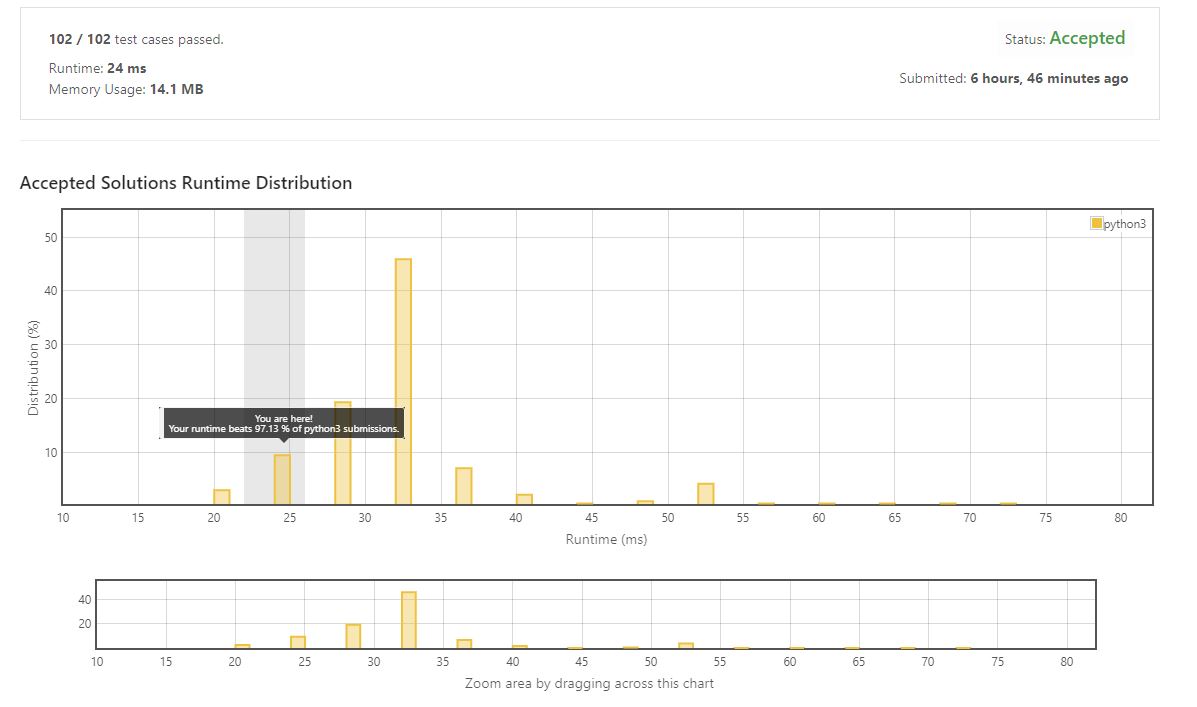 102 / 102 test cases passed.
Status: Accepted
Runtime: 24 ms
Submitted: 6 hours, 46 minutes ago
Memory Usage: 14.1 MB
Accepted Solutions Runtime Distribution
python3
Distribution (%)
50
40
30
20
10
You are here!
Your runtime beats 97.13 % of python3 submissions.
10 15 20 25 30 35 40 45 50 55 60 65 70 75 80
Runtime (ms)
40
20
10 15 20 25 30 35 40 45 50 55 60 65 70 75 80
Zoom area by dragging across this chart